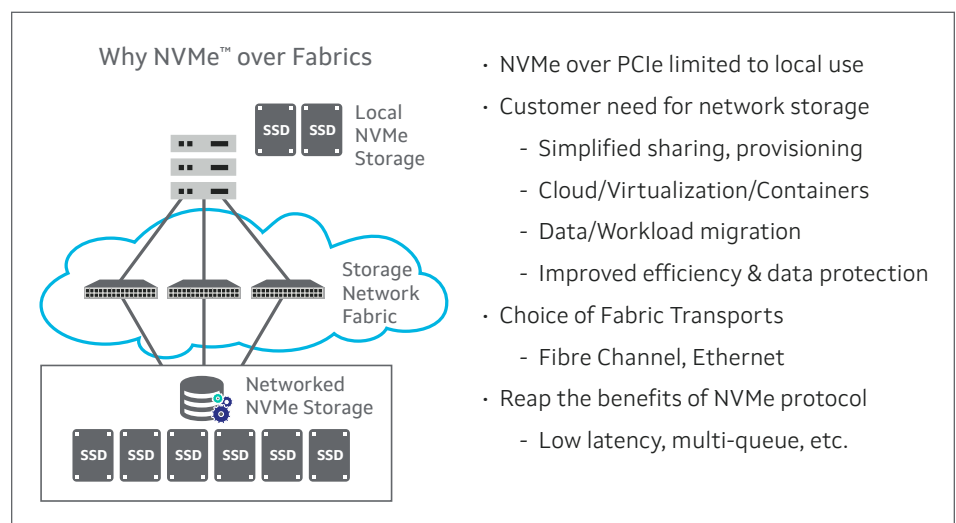 Why NVMe™ over Fabrics
SSD SSD
Local
NVMe
Storage
Storage
Network
Fabric
Networked
NVMe Storage
SSD SSD SSD SSD SSD SSD
· NVMe over PCIe limited to local use
· Customer need for network storage
- Simplified sharing, provisioning
- Cloud/Virtualization/Containers
- Data/Workload migration
- Improved efficiency & data protection
· Choice of Fabric Transports
- Fibre Channel, Ethernet
· Reap the benefits of NVMe protocol
- Low latency, multi-queue, etc.